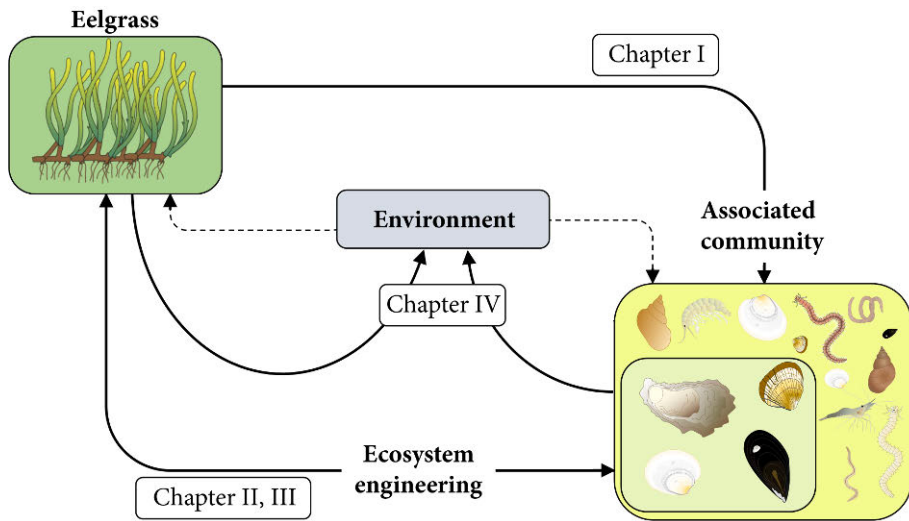 Eelgrass
Chapter I
Environment
Associated
community
Chapter IV
Ecosystem
engineering
Chapter II, III